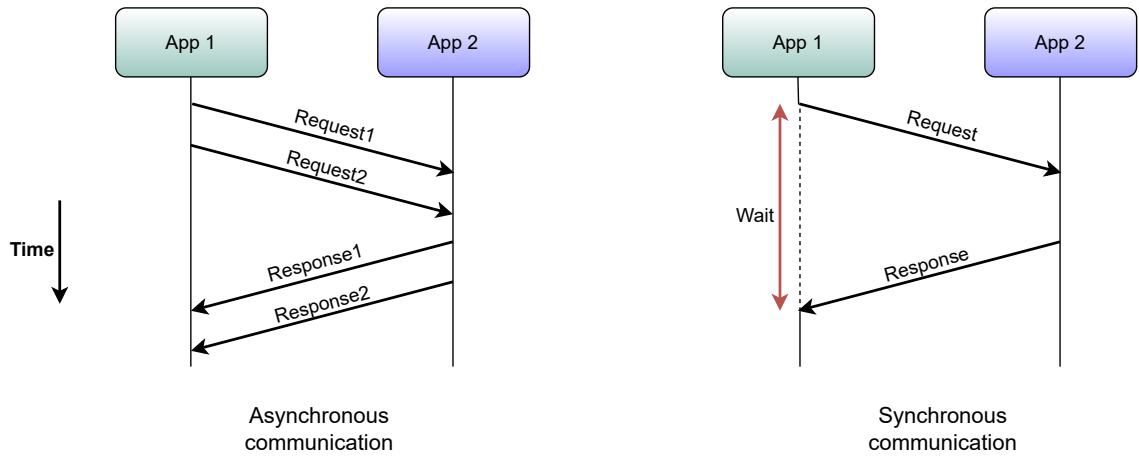 App 1
App 2
Request1
Request2
Time
Response1
Response2
Asynchronous
communication
App 1
App 2
Request
Wait
Response
Synchronous
communication